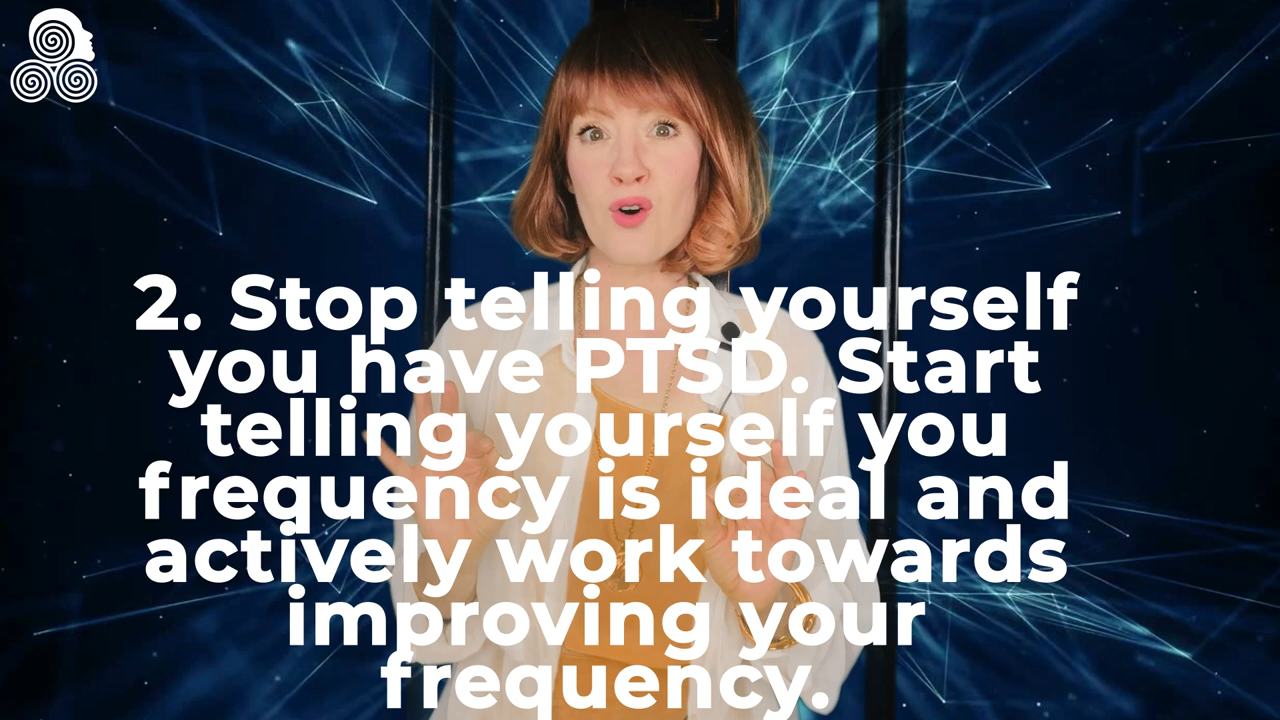 2. Stop telling yourself
you have PTSD. Start
telling yourself you
frequency is ideal and
actively work towards
improving your
frequency.